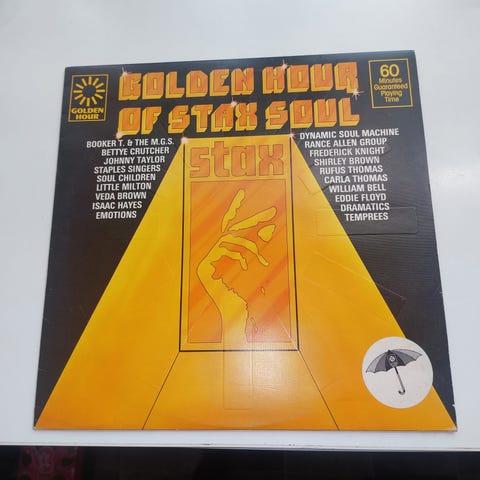 GOLDEN HOUR
OF STAX SOUL
GOLDEN
HOUR
60
Minutes
Guaranteed
Playing
Time
BOOKER T. & THE M.G.S.
BETTYE CRUTCHER
JOHNNY TAYLOR
STAPLES SINGERS
SOUL CHILDREN
LITTLE MILTON
VEDA BROWN
ISAAC HAYES
EMOTIONS
stax
DYNAMIC SOUL MACHINE
RANCE ALLEN GROUP
FREDERICK KNIGHT
SHIRLEY BROWN
RUFUS THOMAS
CARLA THOMAS
WILLIAM BELL
EDDIE FLOYD
DRAMATICS
TEMPREES
stax